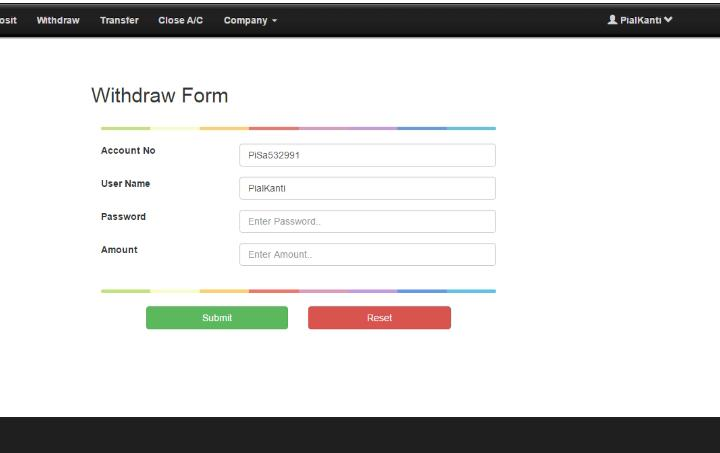 osit Withdraw Transfer Close A/C Company PialKanti
Withdraw Form
Account No PiSa532991
User Name PialKanti
Password Enter Password..
Amount Enter Amount..
Submit Reset